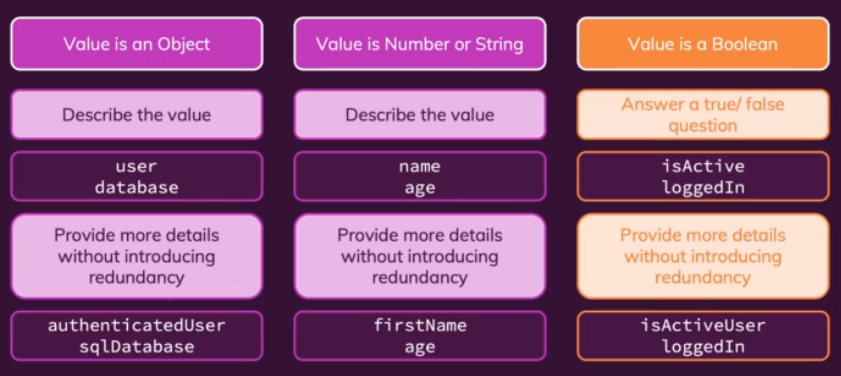 Value is an Object
Value is Number or String
Value is a Boolean
Describe the value
Describe the value
Answer a true/ false
question
user
database
name
age
isActive
loggedIn
Provide more details
without introducing
redundancy
Provide more details
without introducing
redundancy
Provide more details
without introducing
redundancy
authenticatedUser
sqlDatabase
firstName
age
isActiveUser
loggedIn